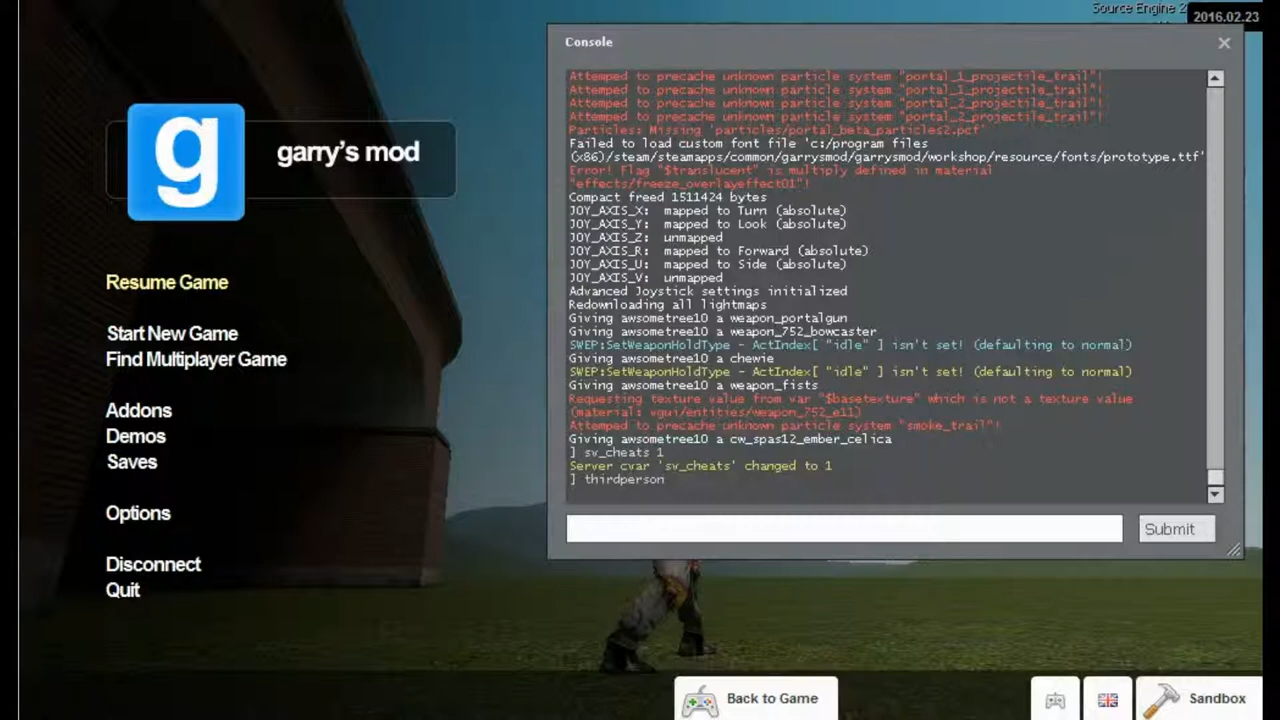 Source Engine 2
2016.02.23
Console
Attemped to precache unknown particle system "portal_1_projectile_trail"!
Attemped to precache unknown particle system "portal_1_projectile_trail"!
Attemped to precache unknown particle system "portal_2_projectile_trail"!
Attemped to precache unknown particle system "portal_2_projectile_trail"!
Particles: Missing 'particles/portal_beta_particles2.pcf'
Failed to load custom font file 'c:/program files
(x86)/steam/steamapps/common/garrysmod/garrysmod/workshop/resource/fonts/prototype.ttf'
Error! Flag "$translucent" is multiply defined in material
"effects/freeze_overlayeffect01"!
Compact freed 1511424 bytes
JOY_AXIS_X: mapped to Turn (absolute)
JOY_AXIS_Y: mapped to Look (absolute)
JOY_AXIS_Z: unmapped
JOY_AXIS_R: mapped to Forward (absolute)
JOY_AXIS_U: mapped to Side (absolute)
JOY_AXIS_V: unmapped
Advanced Joystick settings initialized
Redownloading all lightmaps
Giving awsometree10 a weapon_portalgun
Giving awsometree10 a weapon_752_bowcaster
SWEP:SetWeaponHoldType - ActIndex[ "idle" ] isn't set! (defaulting to normal)
Giving awsometree10 a chewie
SWEP:SetWeaponHoldType - ActIndex[ "idle" ] isn't set! (defaulting to normal)
Giving awsometree10 a weapon_fists
Requesting texture value from var "$basetexture" which is not a texture value
(material: vgui/entities/weapon_752_e11)
Attemped to precache unknown particle system "smoke_trail"!
Giving awsometree10 a cw_spas12_ember_celica
] sv_cheats 1
Server cvar 'sv_cheats' changed to 1
] thirdperson
Submit
g
garry's mod
Resume Game
Start New Game
Find Multiplayer Game
Addons
Demos
Saves
Options
Disconnect
Quit
Back to Game
Sandbox